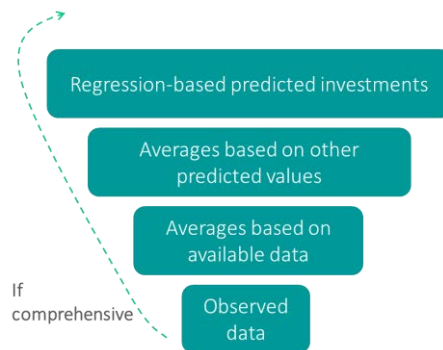 Regression-based predicted investments
Averages based on other
predicted values
Averages based on
available data
If
comprehensive
Observed
data